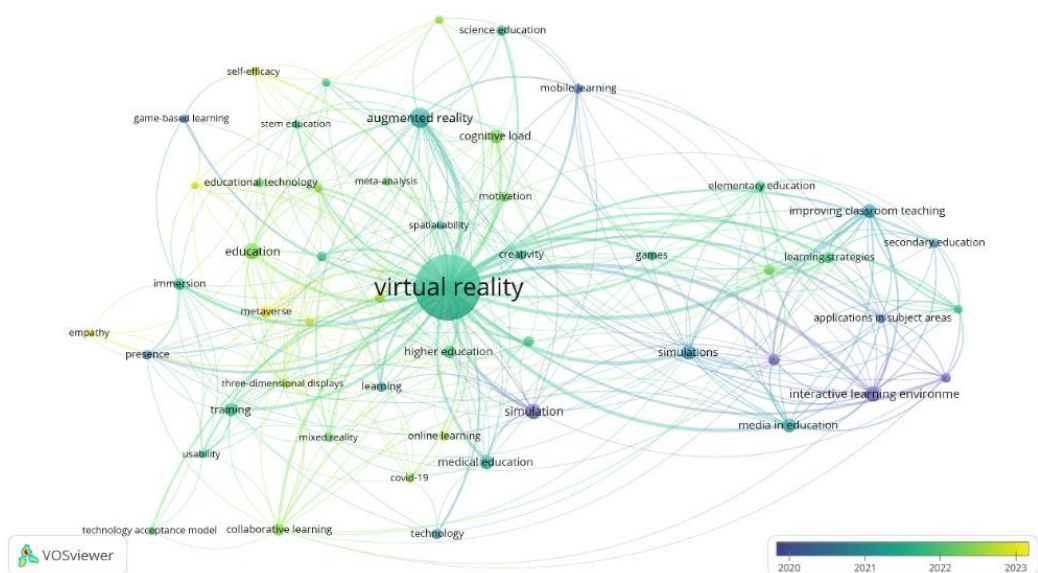 science education
self-efficacy
mobile learning
game-based learning
stem education
augmented reality
cognitive load
educational technology
meta-analysis
motivation
elementary education
improving classroom teaching
spatial ability
secondary education
education
creativity
games
learning strategies
immersion
virtual reality
metaverse
applications in subject areas
empathy
presence
higher education
simulations
three-dimensional displays
learning
interactive learning environme
training
simulation
media in education
mixed reality
online learning
usability
medical education
covid-19
technology acceptance model
collaborative learning
technology
VOSviewer
2020 2021 2022 2023